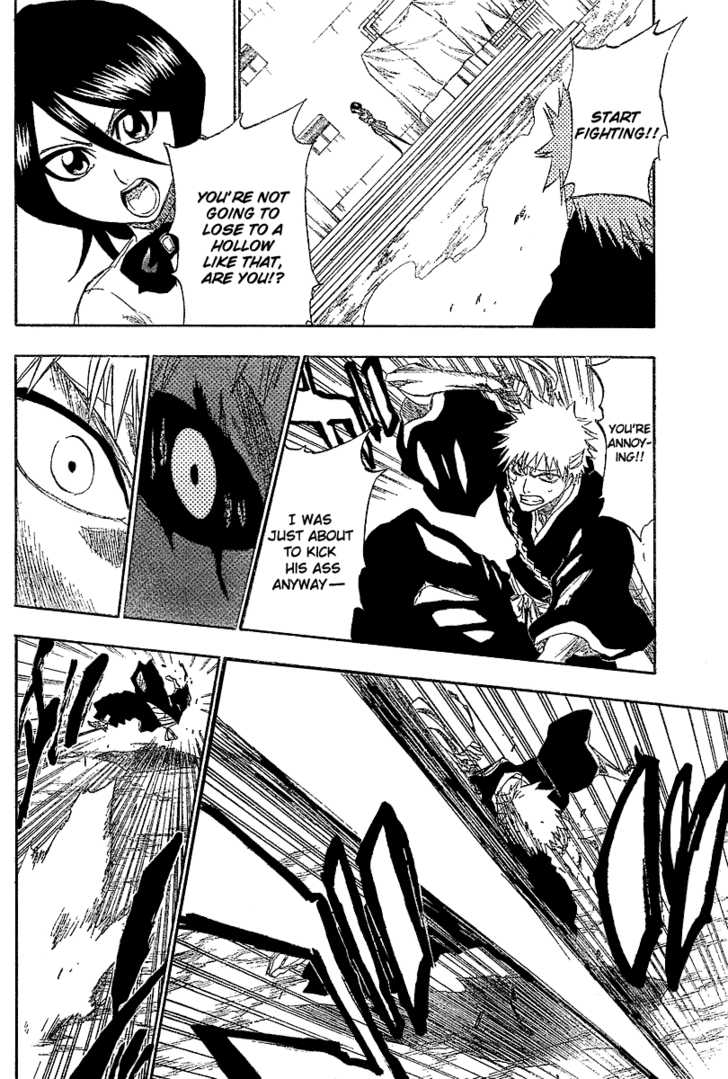 START
FIGHTING!!
YOU'RE NOT
GOING TO
LOSE TO A
HOLLOW
LIKE THAT,
ARE YOU!?
YOU'RE
ANNOY-
ING!!
I WAS
JUST ABOUT
TO KICK
HIS ASS
ANYWAY—